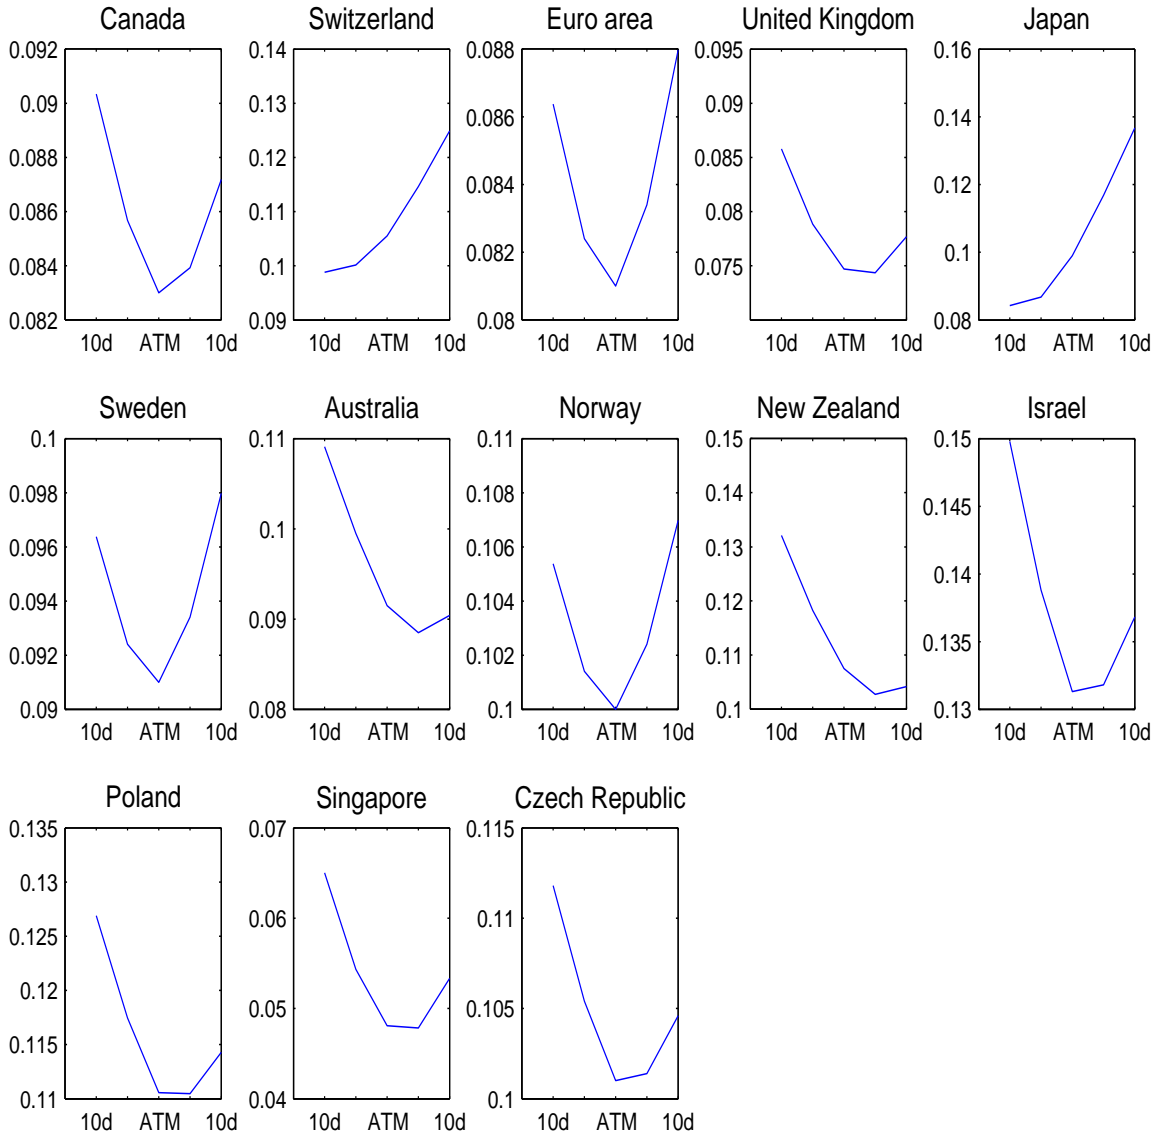 Canada
0.092
0.09
0.088
0.086
0.084
0.082
10d ATM 10d
Switzerland
0.14
0.13
0.12
0.11
0.1
0.09
10d ATM 10d
Euro area
0.088
0.086
0.084
0.082
0.08
10d ATM 10d
United Kingdom
0.095
0.09
0.085
0.08
0.075
10d ATM 10d
Japan
0.16
0.14
0.12
0.1
0.08
10d ATM 10d
Sweden
0.1
0.098
0.096
0.094
0.092
0.09
10d ATM 10d
Australia
0.11
0.1
0.09
0.08
10d ATM 10d
Norway
0.11
0.108
0.106
0.104
0.102
0.1
10d ATM 10d
New Zealand
0.15
0.14
0.13
0.12
0.11
0.1
10d ATM 10d
Israel
0.15
0.145
0.14
0.135
0.13
10d ATM 10d
Poland
0.135
0.13
0.125
0.12
0.115
0.11
10d ATM 10d
Singapore
0.07
0.06
0.05
0.04
10d ATM 10d
Czech Republic
0.115
0.11
0.105
0.1
10d ATM 10d